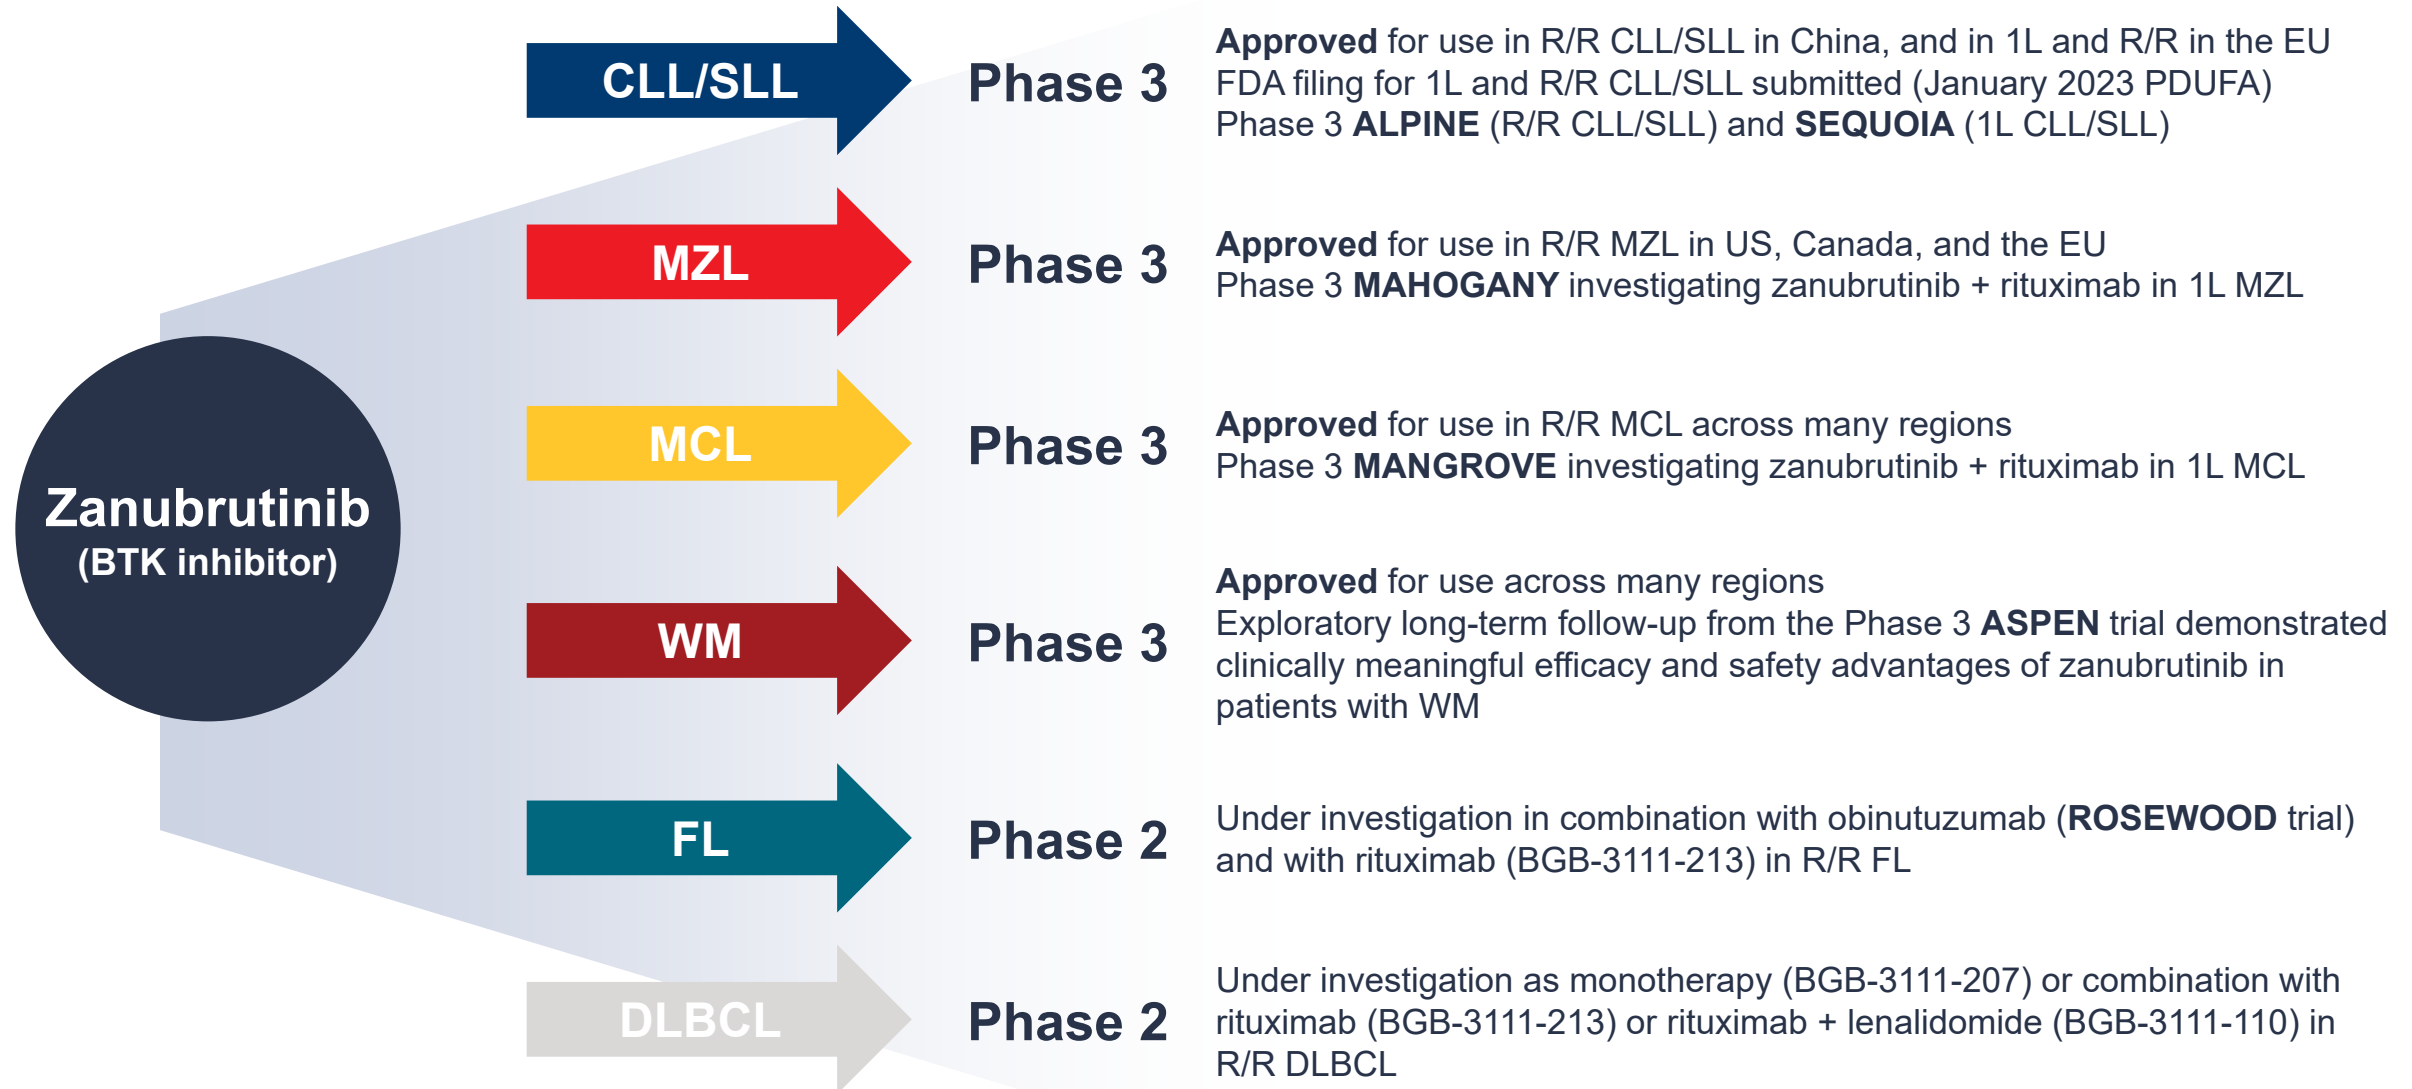 CLL/SLL
Phase 3
Approved for use in R/R CLL/SLL in China, and in 1L and R/R in the EU
FDA filing for 1L and R/R CLL/SLL submitted (January 2023 PDUFA)
Phase 3 ALPINE (R/R CLL/SLL) and SEQUOIA (1L CLL/SLL)
MZL
Phase 3
Approved for use in R/R MZL in US, Canada, and the EU
Phase 3 MAHOGANY investigating zanubrutinib + rituximab in 1L MZL
MCL
Phase 3
Approved for use in R/R MCL across many regions
Phase 3 MANGROVE investigating zanubrutinib + rituximab in 1L MCL
Zanubrutinib
(BTK inhibitor)
WM
Phase 3
Approved for use across many regions
Exploratory long-term follow-up from the Phase 3 ASPEN trial demonstrated
clinically meaningful efficacy and safety advantages of zanubrutinib in
patients with WM
FL
Phase 2
Under investigation in combination with obinutuzumab (ROSEWOOD trial)
and with rituximab (BGB-3111-213) in R/R FL
DLBCL
Phase 2
Under investigation as monotherapy (BGB-3111-207) or combination with
rituximab (BGB-3111-213) or rituximab + lenalidomide (BGB-3111-110) in
R/R DLBCL